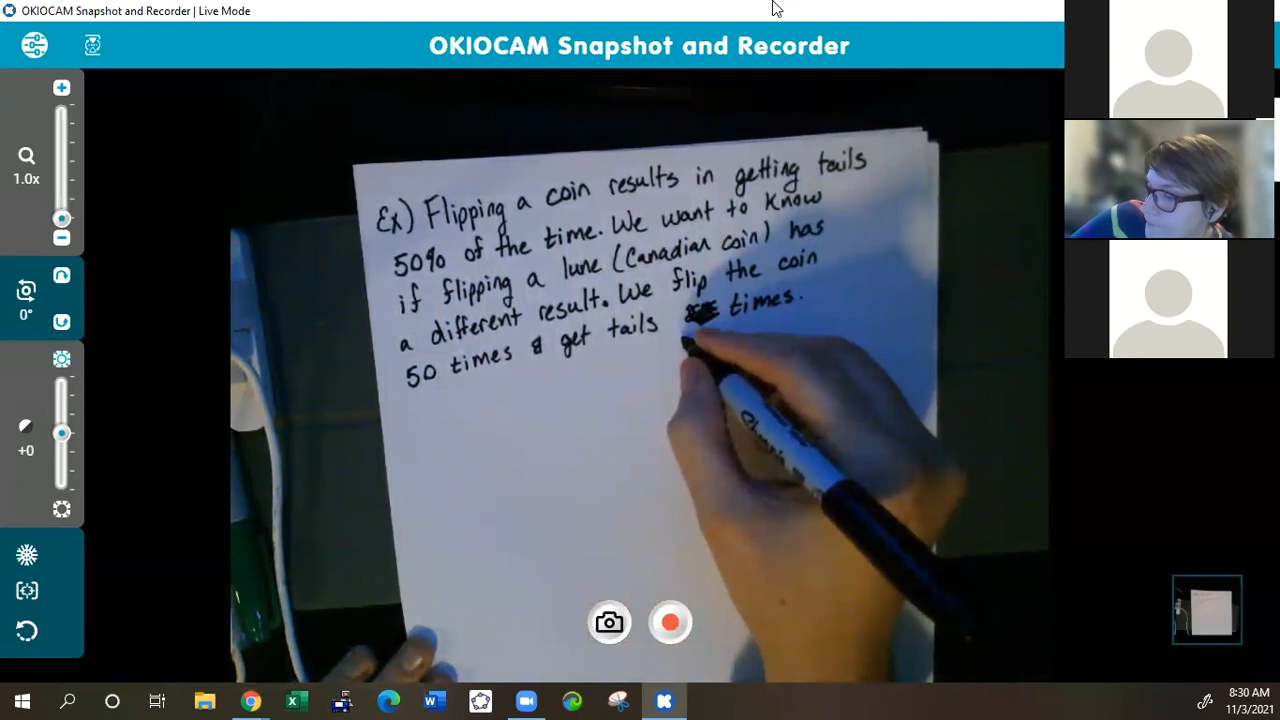 OKIOCAM Snapshot and Recorder | Live Mode
OKIOCAM Snapshot and Recorder
1.0x
0°
+0
Ex) Flipping a coin results in getting tails
50% of the time. We want to know
if flipping a lune (Canadian coin) has
a different result. We flip the coin
50 times & get tails times.
Sharpie
8:30 AM
11/3/2021